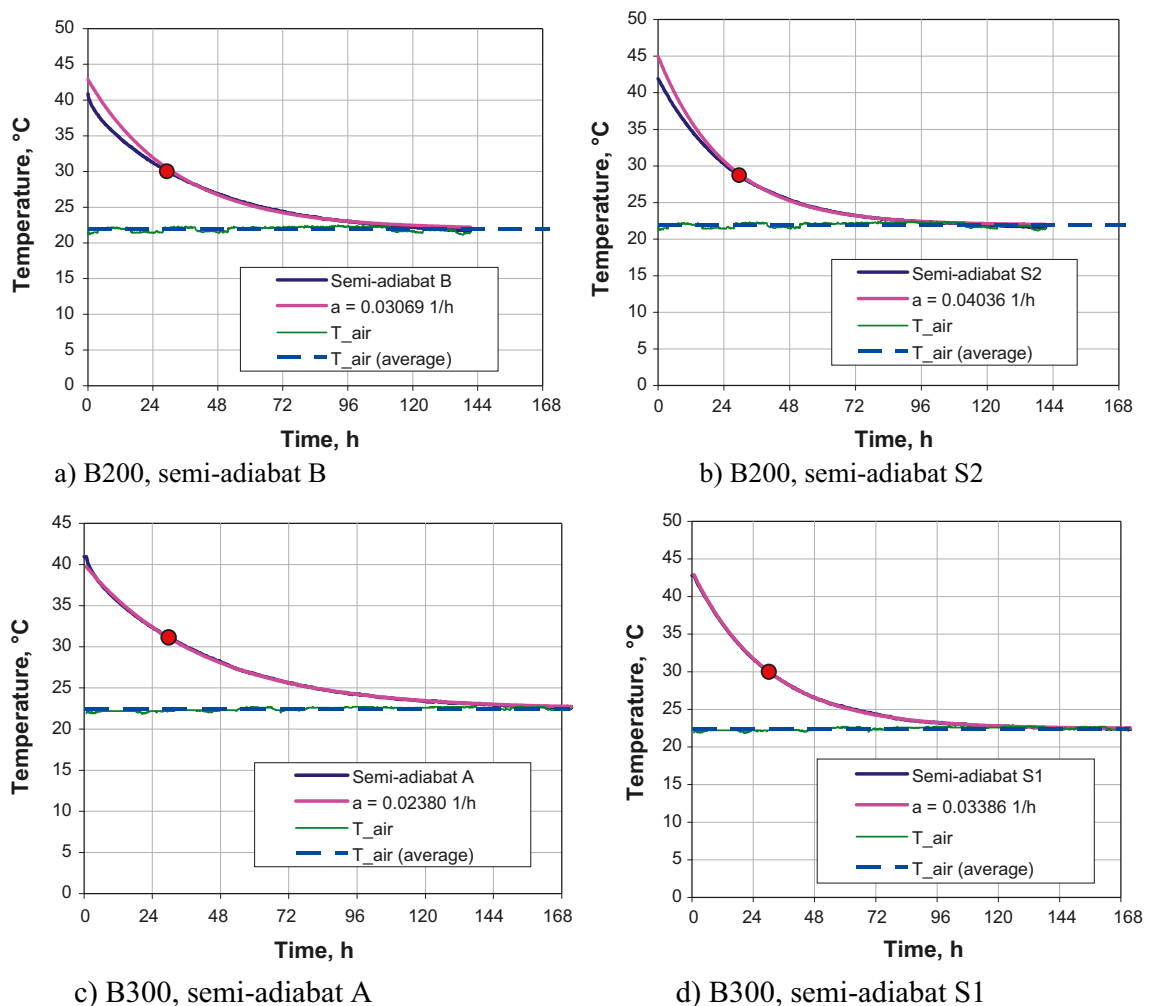 50
45
40
35
30
25
20
15
10
5
0
Temperature, °C
Semi-adiabat B
a = 0.03069 1/h
T_air
T_air (average)
0 24 48 72 96 120 144 168
Time, h
a) B200, semi-adiabat B
50
45
40
35
30
25
20
15
10
5
0
Temperature, °C
Semi-adiabat S2
a = 0.04036 1/h
T_air
T_air (average)
0 24 48 72 96 120 144 168
Time, h
b) B200, semi-adiabat S2
45
40
35
30
25
20
15
10
5
0
Temperature, °C
Semi-adiabat A
a = 0.02380 1/h
T_air
T_air (average)
0 24 48 72 96 120 144 168
Time, h
c) B300, semi-adiabat A
50
45
40
35
30
25
20
15
10
5
0
Temperature, °C
Semi-adiabat S1
a = 0.03386 1/h
T_air
T_air (average)
0 24 48 72 96 120 144 168
Time, h
d) B300, semi-adiabat S1